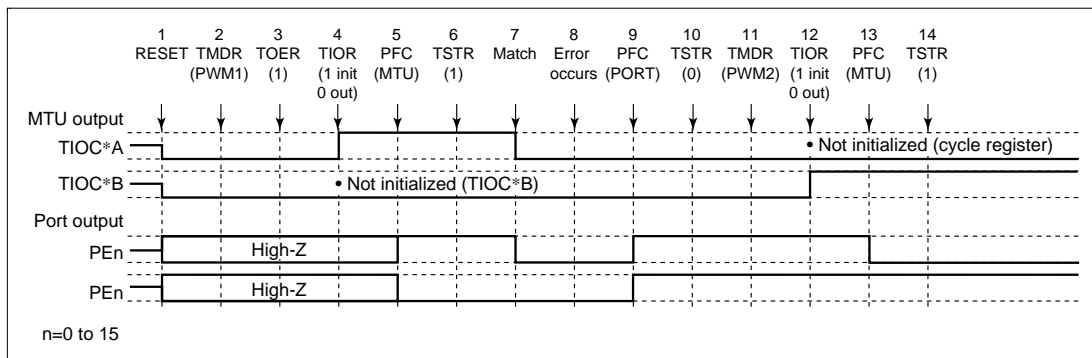 1 2 3 4 5 6 7 8 9 10 11 12 13 14
RESET TMDR TOER TIOR PFC TSTR Match Error PFC TSTR TMDR TIOR PFC TSTR
(PWM1) (1) (1 init (MTU) (1) occurs (PORT) (0) (PWM2) (1 init (MTU) (1)
0 out) 0 out)
MTU output
TIOC*A • Not initialized (cycle register)
TIOC*B • Not initialized (TIOC*B)
Port output
PEn High-Z
PEn High-Z
n=0 to 15